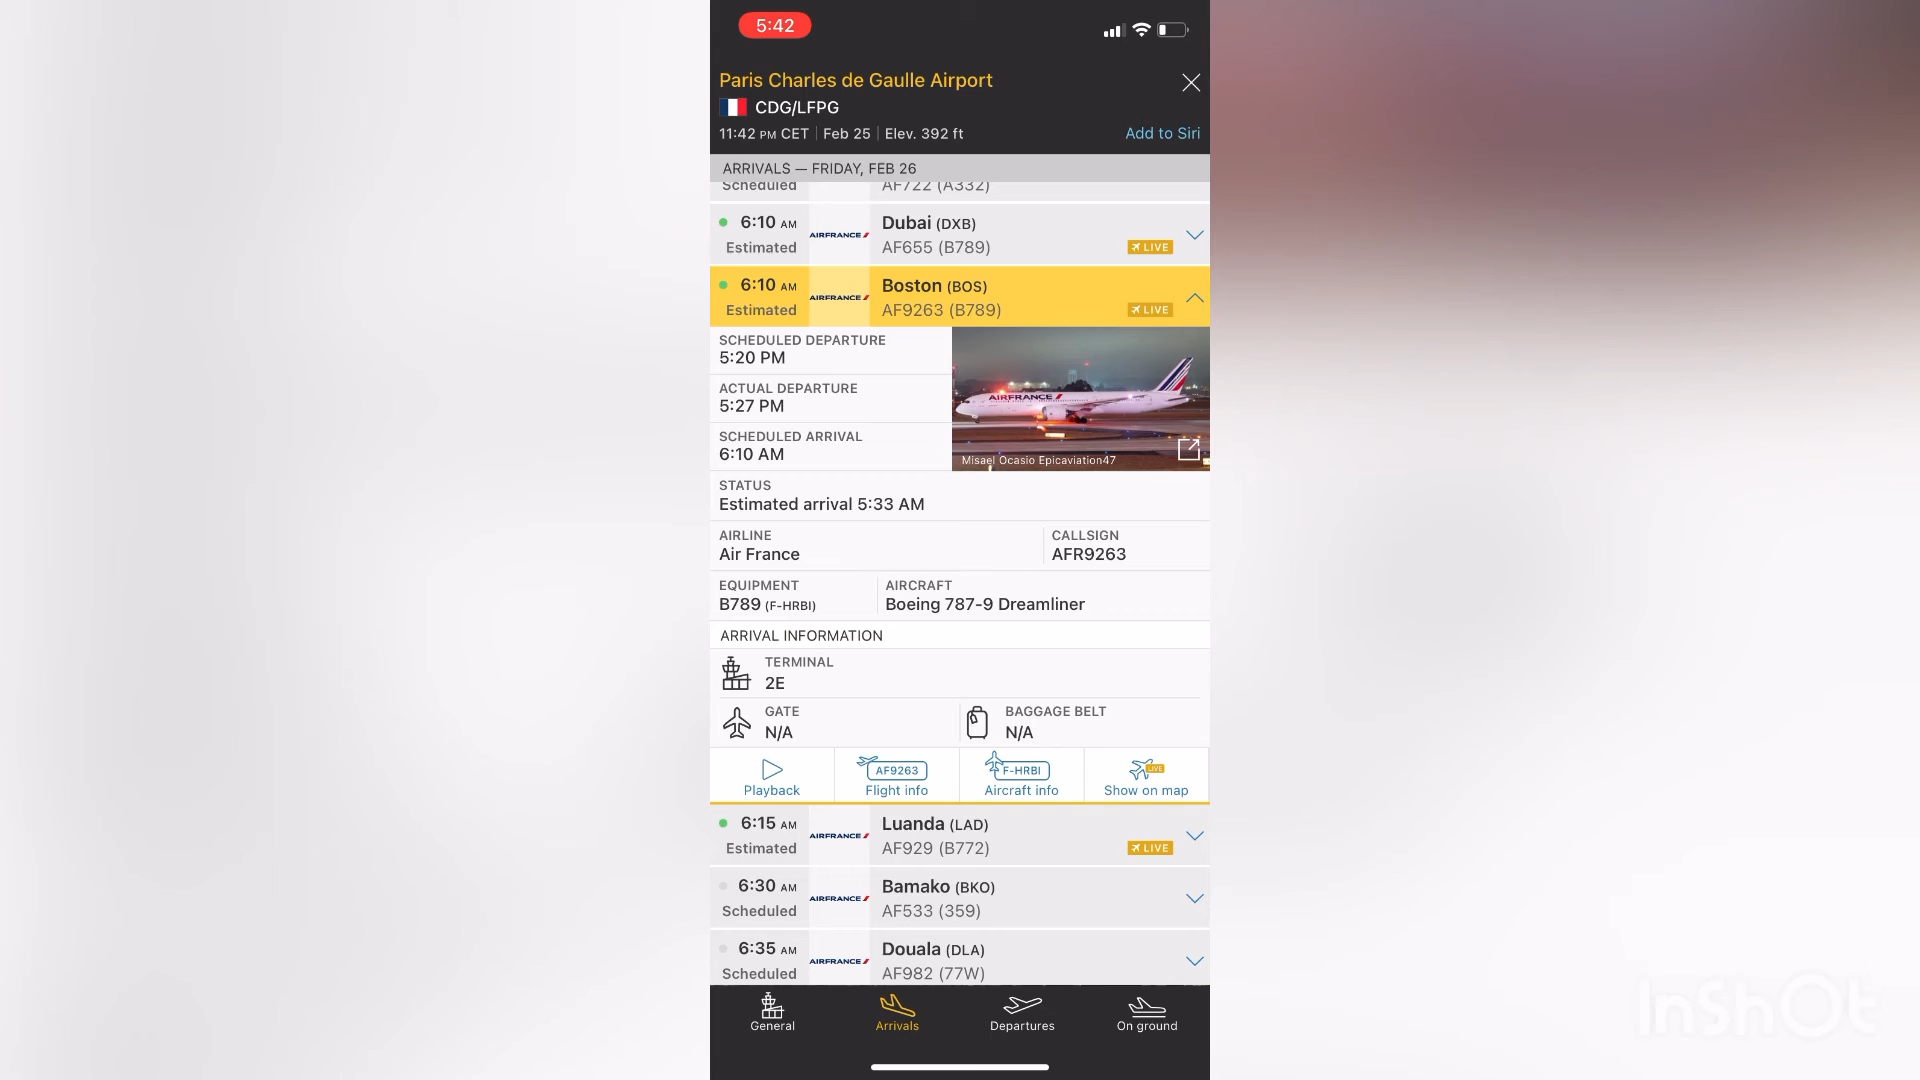 5:42
Paris Charles de Gaulle Airport
CDG/LFPG
11:42 PM CET | Feb 25 | Elev. 392 ft
Add to Siri
ARRIVALS — FRIDAY, FEB 26
Scheduled AF722 (A332)
6:10 AM AIRFRANCE Dubai (DXB)
Estimated AF655 (B789) LIVE
6:10 AM AIRFRANCE Boston (BOS)
Estimated AF9263 (B789) LIVE
SCHEDULED DEPARTURE
5:20 PM
ACTUAL DEPARTURE
5:27 PM
SCHEDULED ARRIVAL
6:10 AM
AIRFRANCE
Misael Ocasio Epicaviation47
STATUS
Estimated arrival 5:33 AM
AIRLINE
Air France
CALLSIGN
AFR9263
EQUIPMENT
B789 (F-HRBI)
AIRCRAFT
Boeing 787-9 Dreamliner
ARRIVAL INFORMATION
TERMINAL
2E
GATE
N/A
BAGGAGE BELT
N/A
Playback
AF9263
Flight info
F-HRBI
Aircraft info
LIVE
Show on map
6:15 AM AIRFRANCE Luanda (LAD)
Estimated AF929 (B772) LIVE
6:30 AM AIRFRANCE Bamako (BKO)
Scheduled AF533 (359)
6:35 AM AIRFRANCE Douala (DLA)
Scheduled AF982 (77W)
General
Arrivals
Departures
On ground
InShOt